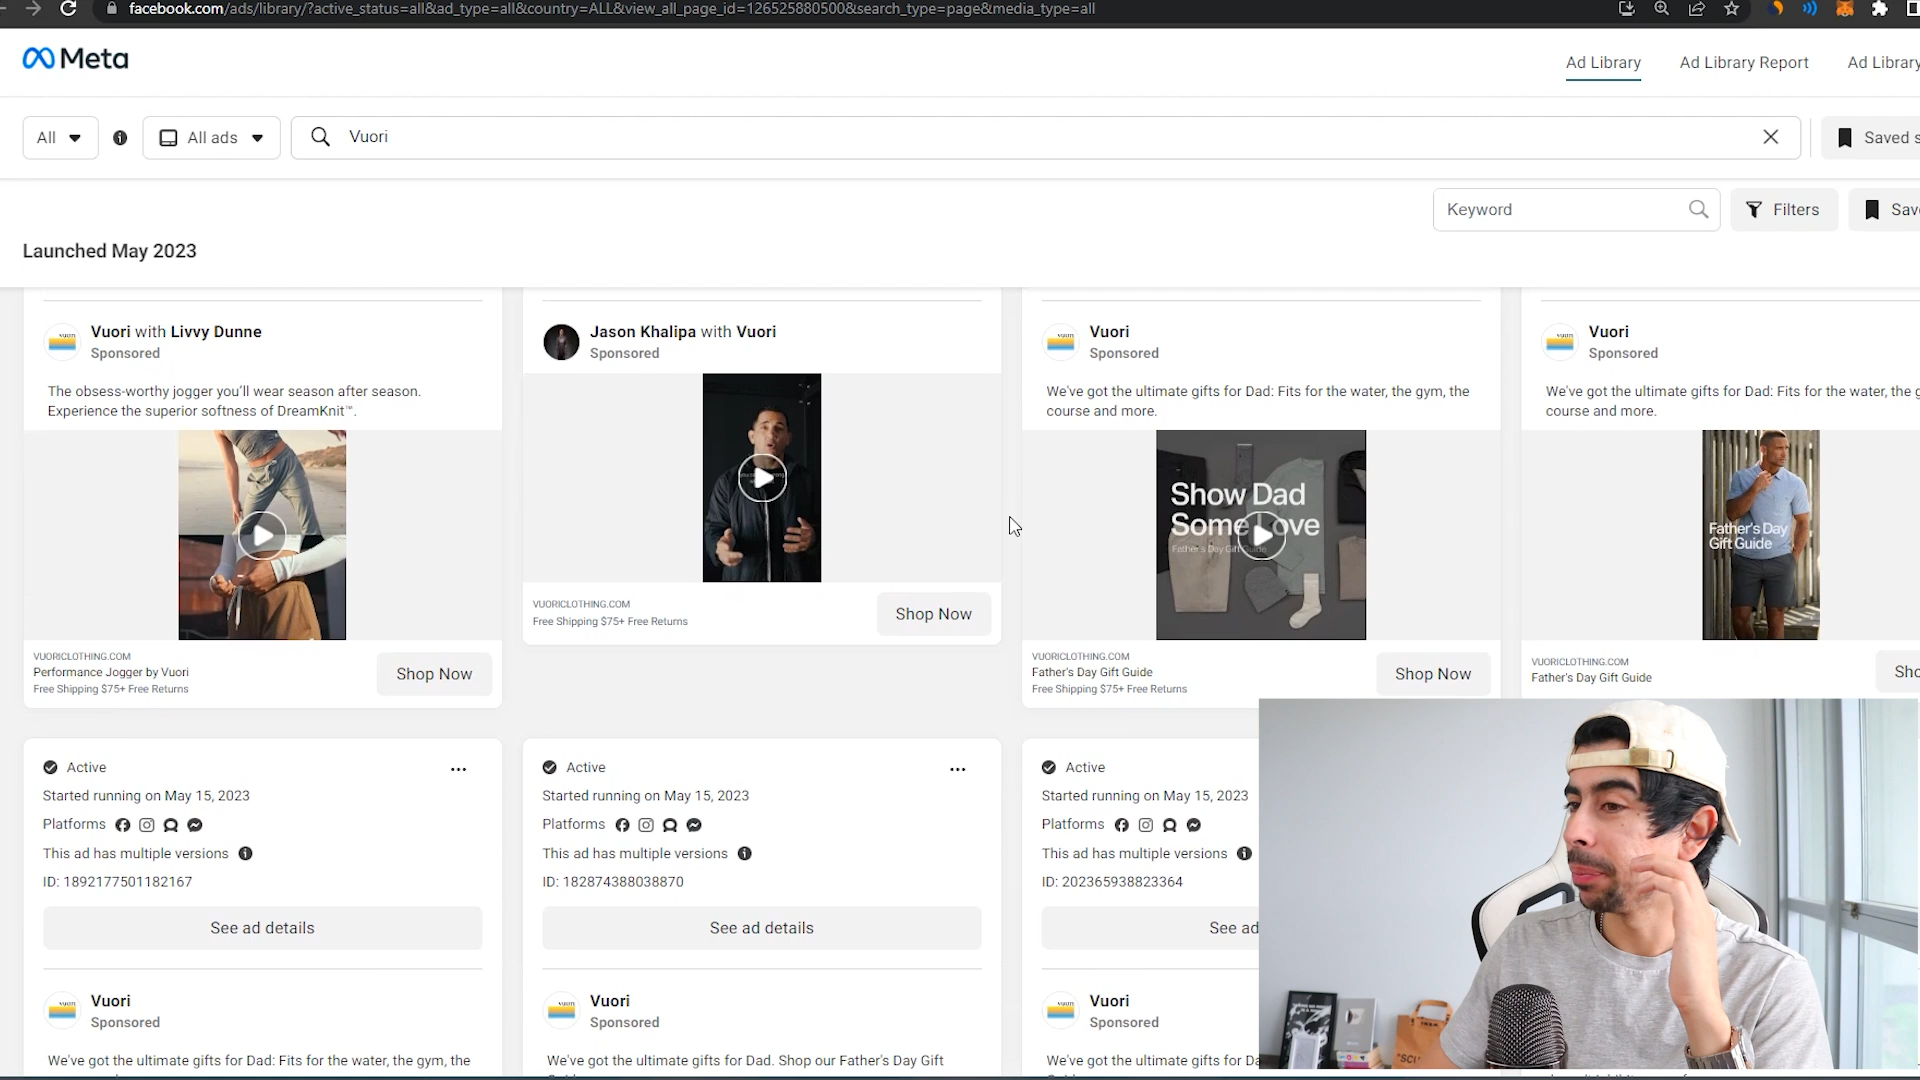 facebook.com/ads/library/?active_status=all&ad_type=all&country=ALL&view_all_page_id=126525880500&search_type=page&media_type=all
Meta
Ad Library
Ad Library Report
Ad Library
All
All ads
Vuori
Saved s
Keyword
Filters
Sav
Launched May 2023
Vuori with Livvy Dunne
Sponsored
The obsess-worthy jogger you'll wear season after season.
Experience the superior softness of DreamKnit™.
VUORICLOTHING.COM
Performance Jogger by Vuori
Free Shipping $75+ Free Returns
Shop Now
Jason Khalipa with Vuori
Sponsored
VUORICLOTHING.COM
Free Shipping $75+ Free Returns
Shop Now
Vuori
Sponsored
We've got the ultimate gifts for Dad: Fits for the water, the gym, the
course and more.
Show Dad
Some Love
Father's Day Gift Guide
VUORICLOTHING.COM
Father's Day Gift Guide
Free Shipping $75+ Free Returns
Shop Now
Vuori
Sponsored
We've got the ultimate gifts for Dad: Fits for the water, the g
course and more.
Father's Day
Gift Guide
VUORICLOTHING.COM
Father's Day Gift Guide
Sho
Active
Started running on May 15, 2023
Platforms
This ad has multiple versions
ID: 1892177501182167
See ad details
Vuori
Sponsored
We've got the ultimate gifts for Dad: Fits for the water, the gym, the
Active
Started running on May 15, 2023
Platforms
This ad has multiple versions
ID: 182874388038870
See ad details
Vuori
Sponsored
We've got the ultimate gifts for Dad. Shop our Father's Day Gift
Active
Started running on May 15, 2023
Platforms
This ad has multiple versions
ID: 202365938823364
See ad
Vuori
Sponsored
We've got the ultimate gifts for Da